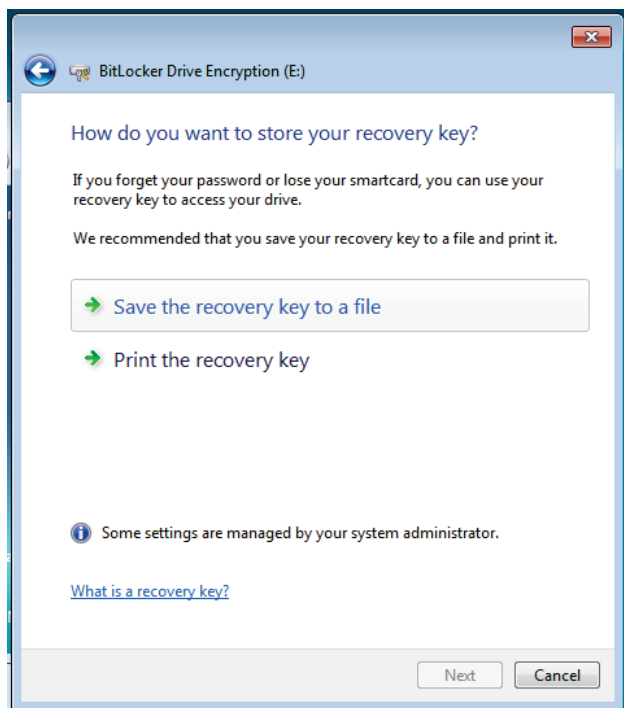 BitLocker Drive Encryption (E:)
How do you want to store your recovery key?
If you forget your password or lose your smartcard, you can use your
recovery key to access your drive.
We recommended that you save your recovery key to a file and print it.
Save the recovery key to a file
Print the recovery key
Some settings are managed by your system administrator.
What is a recovery key?
Next Cancel